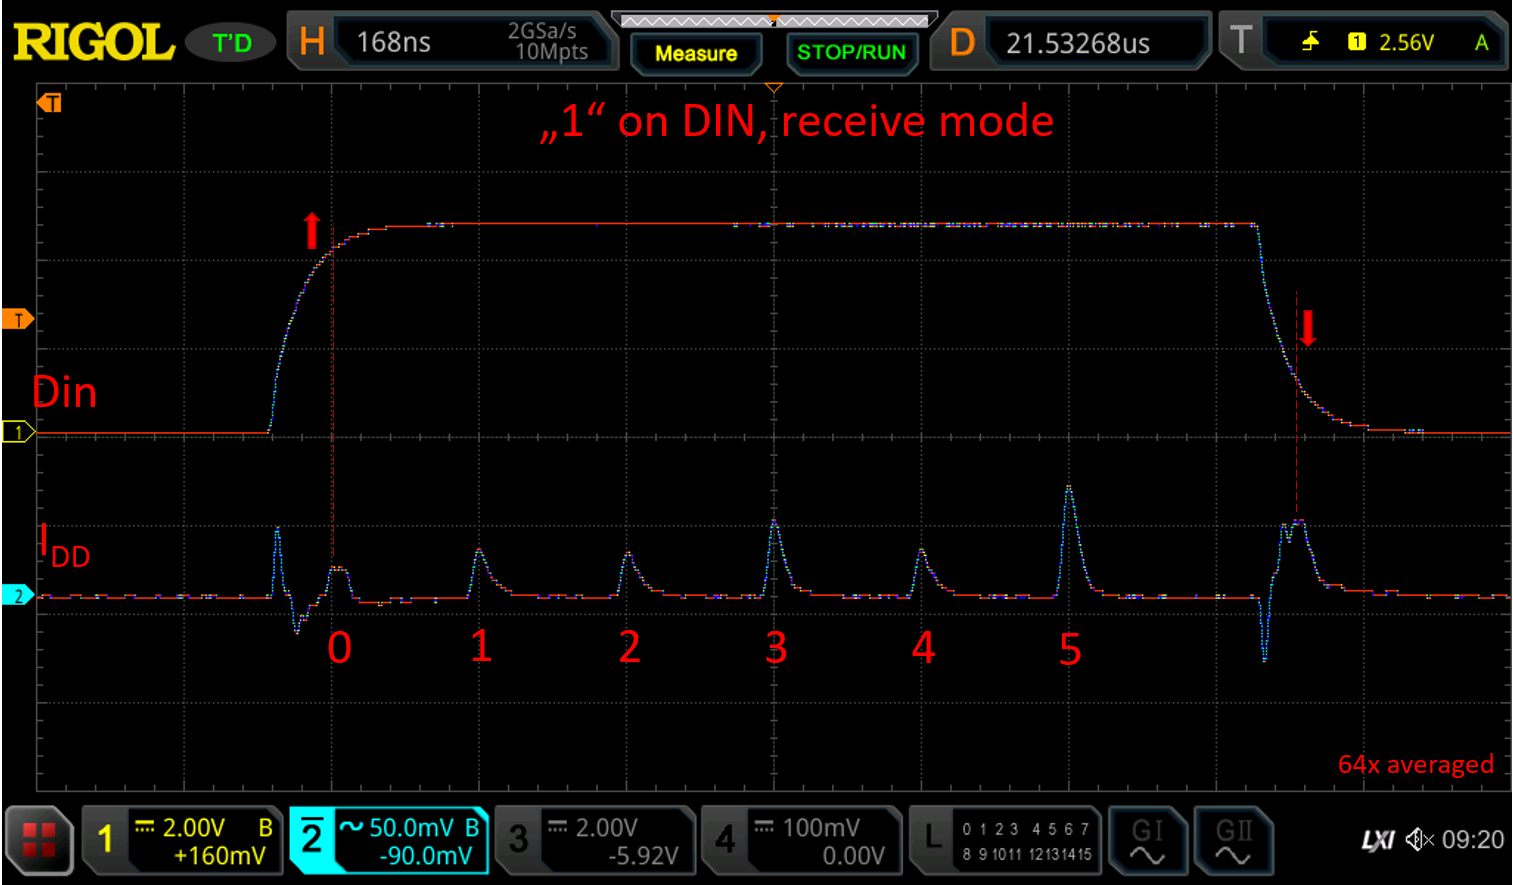 RIGOL T'D H 168ns 2GSa/s 10Mpts Measure STOP/RUN D 21.53268us T 1 2.56V A
T
„1“ on DIN, receive mode
T
Din
1
I DD
2
0 1 2 3 4 5
64x averaged
1 2.00V B
+160mV
2 50.0mV B
-90.0mV
3 2.00V
-5.92V
4 100mV
0.00V
L 0 1 2 3 4 5 6 7
8 9 10 11 12 13 14 15
GI GII
LXI 09:20